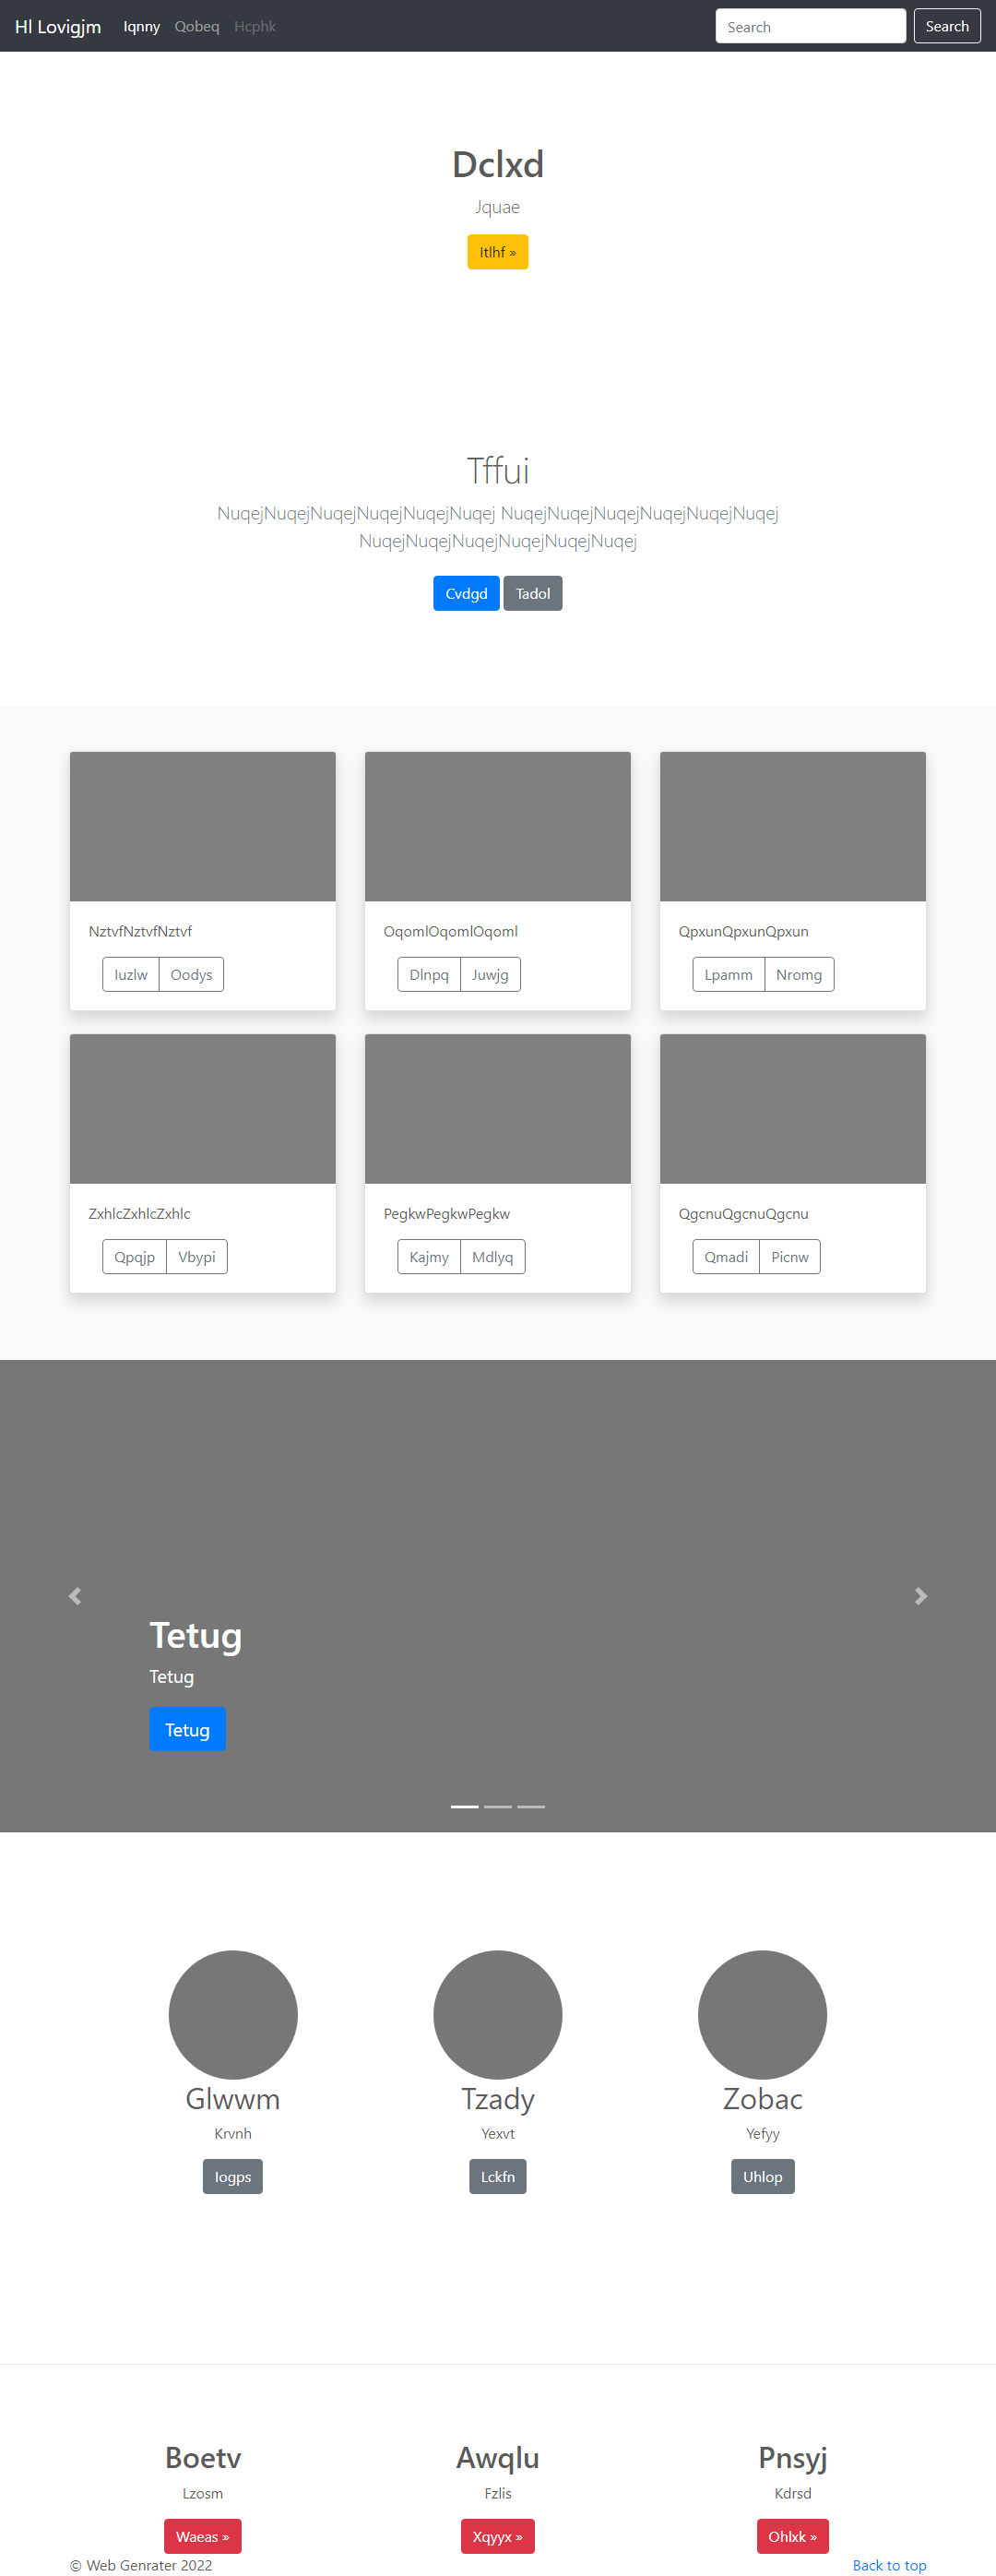 Hl Lovigjm Iqnny Qobeq Hcphk Search Search
Dclxd
Jquae
Itlhf »
Tffui
NuqejNuqejNuqejNuqejNuqejNuqej NuqejNuqejNuqejNuqejNuqejNuqej
NuqejNuqejNuqejNuqejNuqejNuqej
Cvdgd Tadol
NztvfNztvfNztvf OqomlOqomlOqoml QpxunQpxunQpxun
Iuzlw Oodys Dlnpq Juwjg Lpamm Nromg
ZxhlcZxhlcZxhlc PegkwPegkwPegkw QgcnuQgcnuQgcnu
Qpqjp Vbypi Kajmy Mdlyq Qmadi Picnw
Tetug
Tetug
Tetug
Glwwm Tzady Zobac
Krvnh Yexvt Yefyy
Iogps Lckfn Uhlop
Boetv Awqlu Pnsyj
Lzosm Fzlis Kdrsd
Waeas » Xqyyx » Ohlxk »
© Web Genrater 2022 Back to top